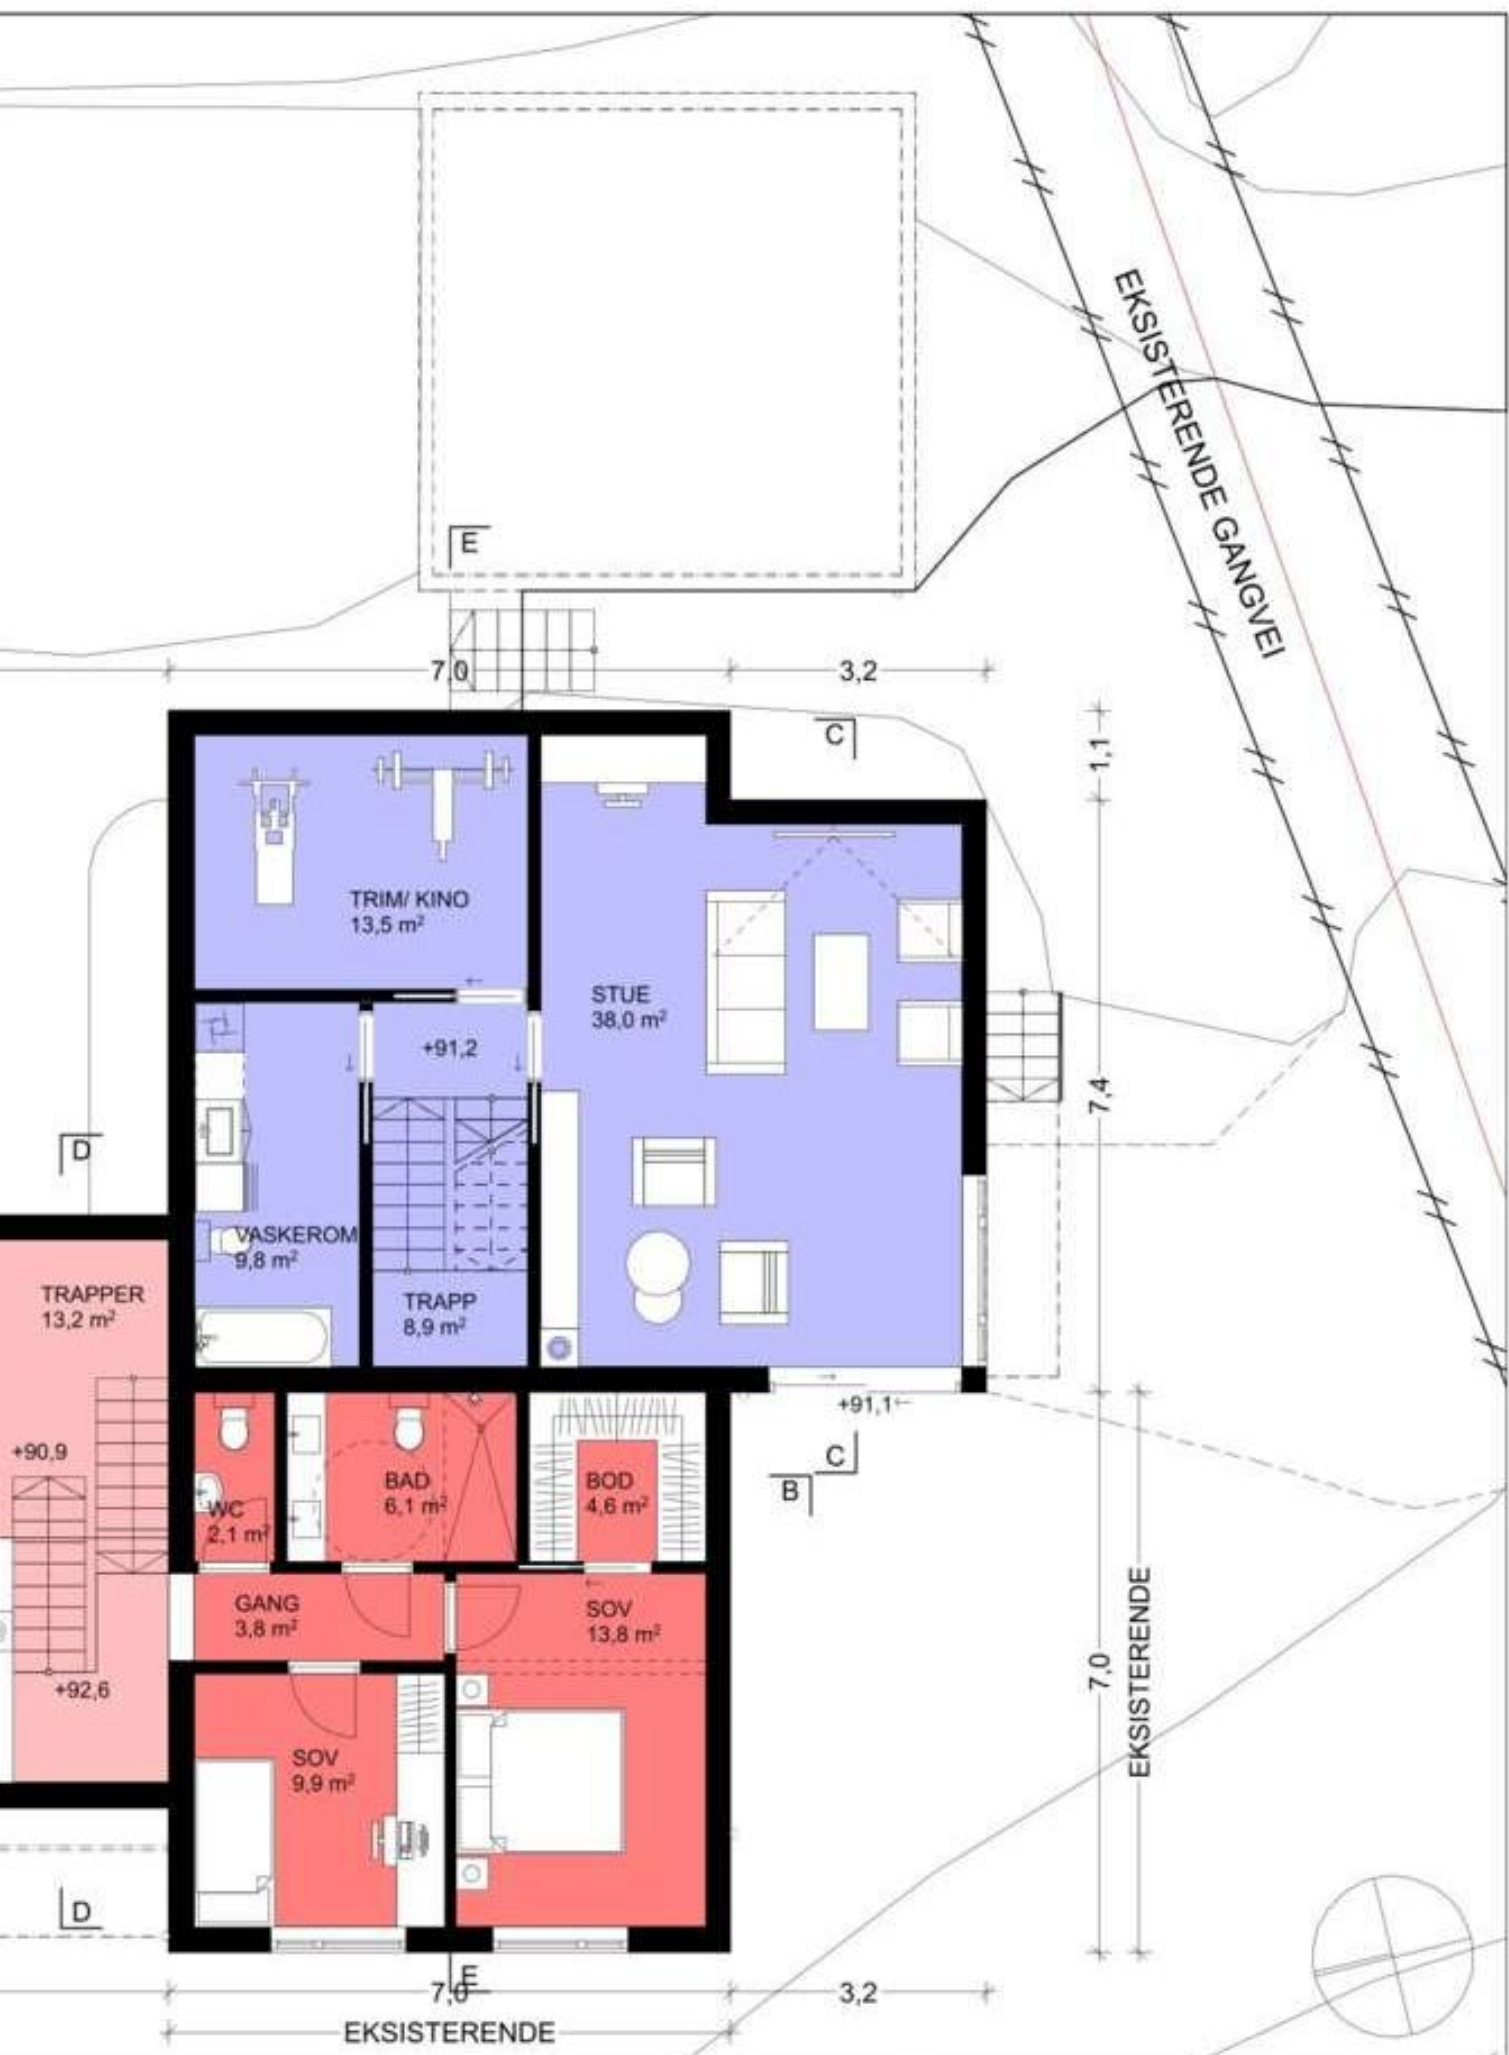 EKSISTERENDE GANGVEI
E
7,0
3,2
C
1,1
TRIM/ KINO
13,5 m²
STUE
38,0 m²
+91,2
7,4
D
VASKEROM
9,8 m²
TRAPPER
13,2 m²
TRAPP
8,9 m²
+91,1
+90,9
C
B
BAD
6,1 m²
BOD
4,6 m²
WC
2,1 m²
GANG
3,8 m²
SOV
13,8 m²
7,0
EKSISTERENDE
+92,6
SOV
9,9 m²
D
E
7,0
3,2
EKSISTERENDE